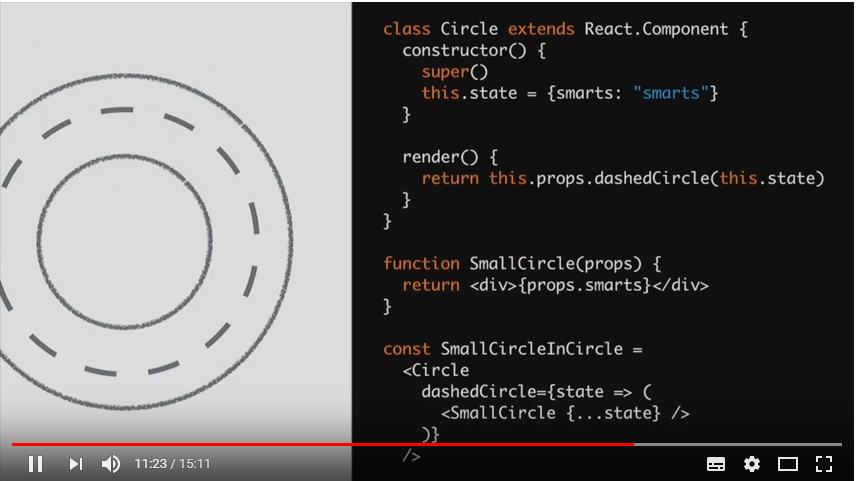 class Circle extends React.Component {
  constructor() {
    super()
    this.state = {smarts: "smarts"}
  }

  render() {
    return this.props.dashedCircle(this.state)
  }
}

function SmallCircle(props) {
  return <div>{props.smarts}</div>
}

const SmallCircleInCircle =
  <Circle
    dashedCircle={state => (
      <SmallCircle {...state} />
    )}
  />
11:23 / 15:11